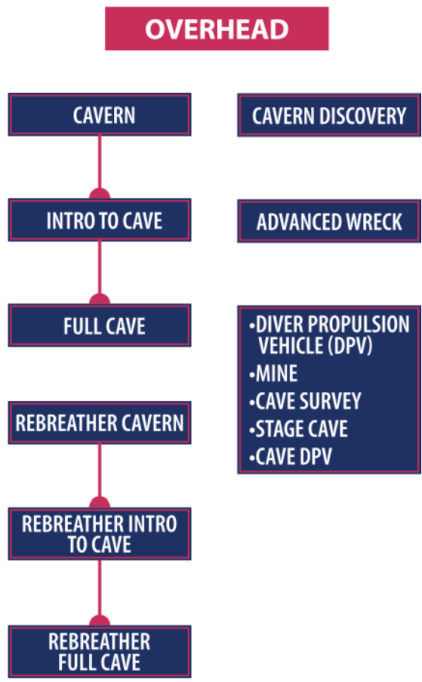 OVERHEAD
CAVERN
CAVERN DISCOVERY
INTRO TO CAVE
ADVANCED WRECK
FULL CAVE
•DIVER PROPULSION
VEHICLE (DPV)
•MINE
•CAVE SURVEY
•STAGE CAVE
•CAVE DPV
REBREATHER CAVERN
REBREATHER INTRO
TO CAVE
REBREATHER
FULL CAVE